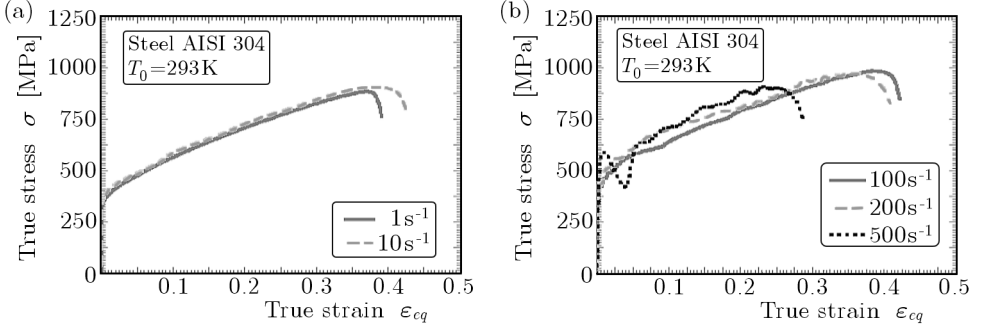 (a)
True stress σ [MPa]
1250
1000
750
500
250
0
Steel AISI 304
T₀=293K
1s⁻¹
10s⁻¹
0.1 0.2 0.3 0.4 0.5
True strain εeq
(b)
True stress σ [MPa]
1250
1000
750
500
250
0
Steel AISI 304
T₀=293K
100s⁻¹
200s⁻¹
500s⁻¹
0.1 0.2 0.3 0.4 0.5
True strain εeq